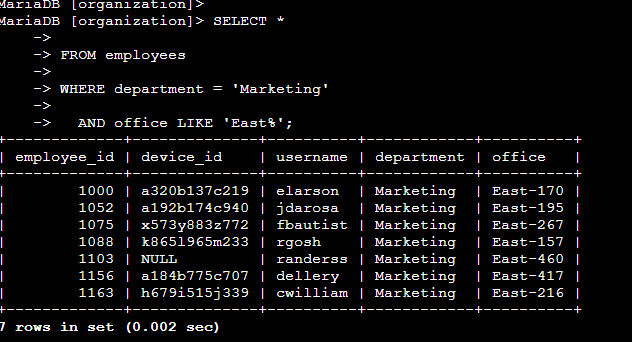 MariaDB [organization]>
MariaDB [organization]> SELECT *
    ->
    -> FROM employees
    ->
    -> WHERE department = 'Marketing'
    ->
    ->   AND office LIKE 'East%';
+-------------+--------------+----------+------------+----------+
| employee_id | device_id    | username | department | office   |
+-------------+--------------+----------+------------+----------+
|        1000 | a320b137c219 | elarson  | Marketing  | East-170 |
|        1052 | a192b174c940 | jdarosa  | Marketing  | East-195 |
|        1075 | x573y883z772 | fbautist | Marketing  | East-267 |
|        1088 | k865l965m233 | rgosh    | Marketing  | East-157 |
|        1103 | NULL         | randerss | Marketing  | East-460 |
|        1156 | a184b775c707 | dellery  | Marketing  | East-417 |
|        1163 | h679i515j339 | cwilliam | Marketing  | East-216 |
+-------------+--------------+----------+------------+----------+
7 rows in set (0.002 sec)